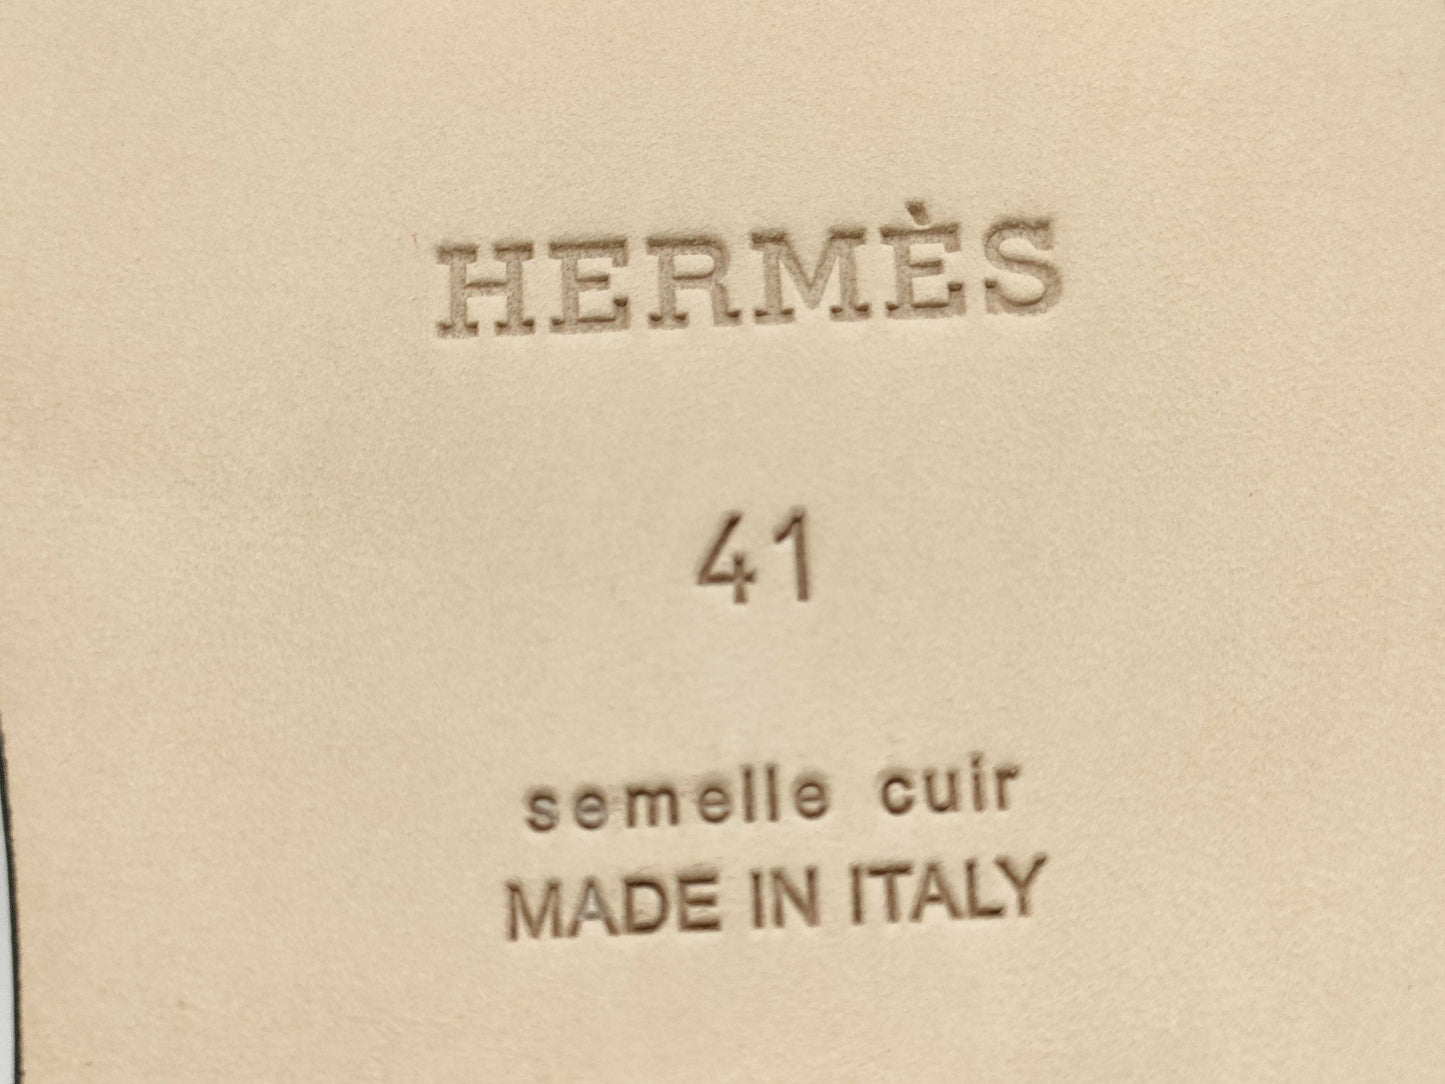 HERMÈS
41
semelle cuir
MADE IN ITALY